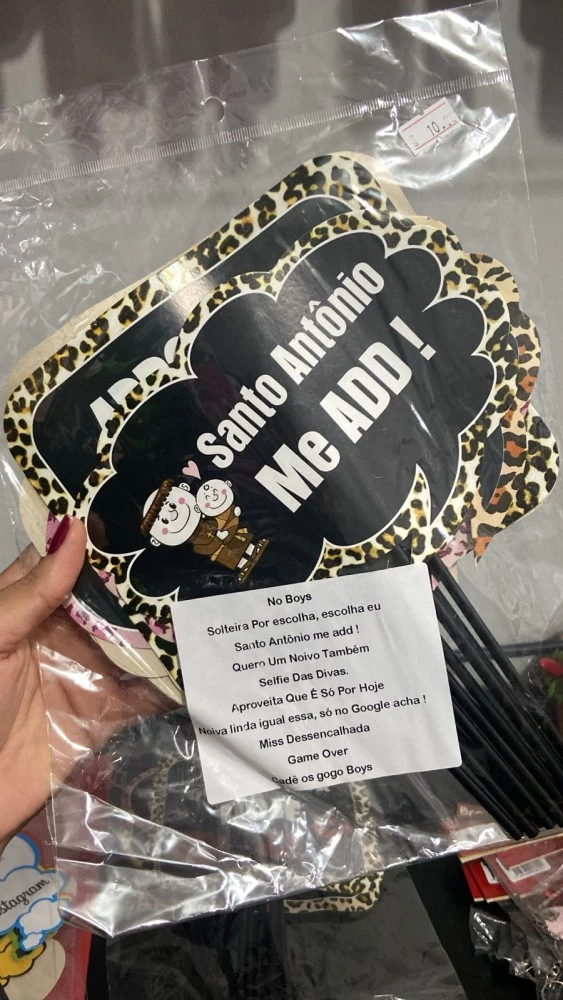 $ 10.
Santo Antônio
Me ADD !
No Boys
Solteira Por escolha, escolha eu
Santo Antônio me add !
Quero Um Noivo Também
Selfie Das Divas.
Aproveita Que É Só Por Hoje
Noiva linda igual essa, só no Google acha !
Miss Dessencalhada
Game Over
Cadê os gogo Boys